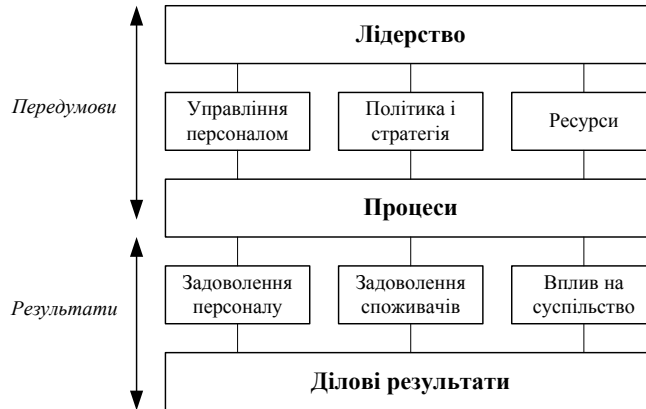 Лідерство
Передумови
Управління
персоналом
Політика і
стратегія
Ресурси
Процеси
Результати
Задоволення
персоналу
Задоволення
споживачів
Вплив на
суспільство
Ділові результати